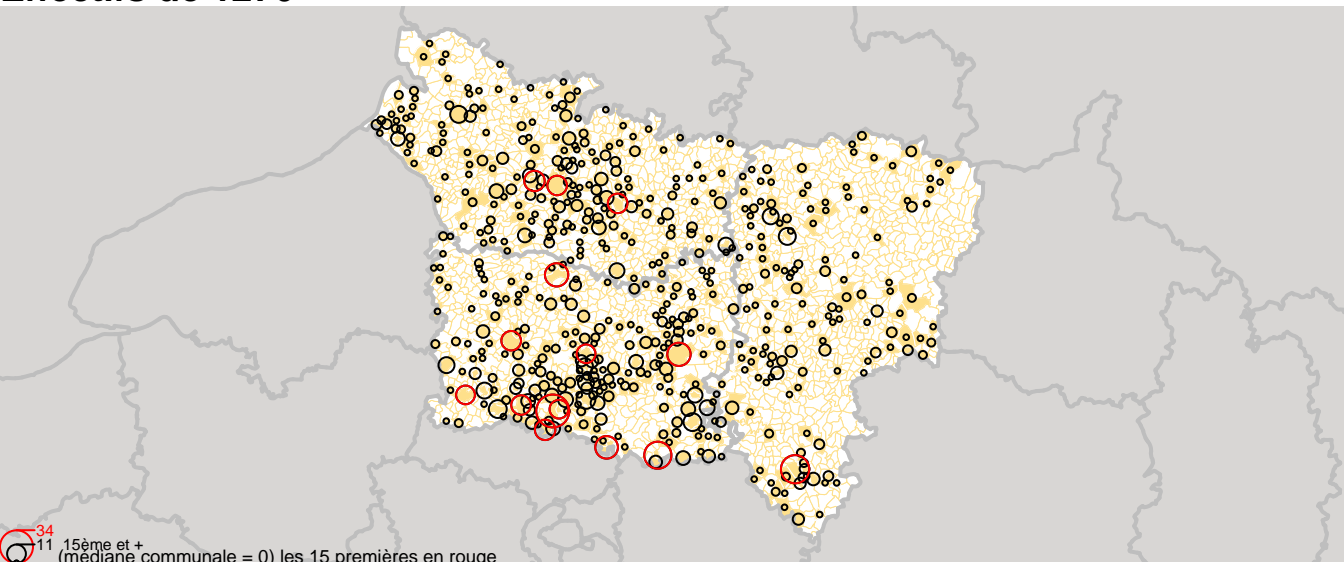 34
11 15ème et +
(médiane communale = 0) les 15 premières en rouge